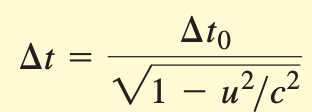 Δt = Δt₀ / √(1 − u²/c²)